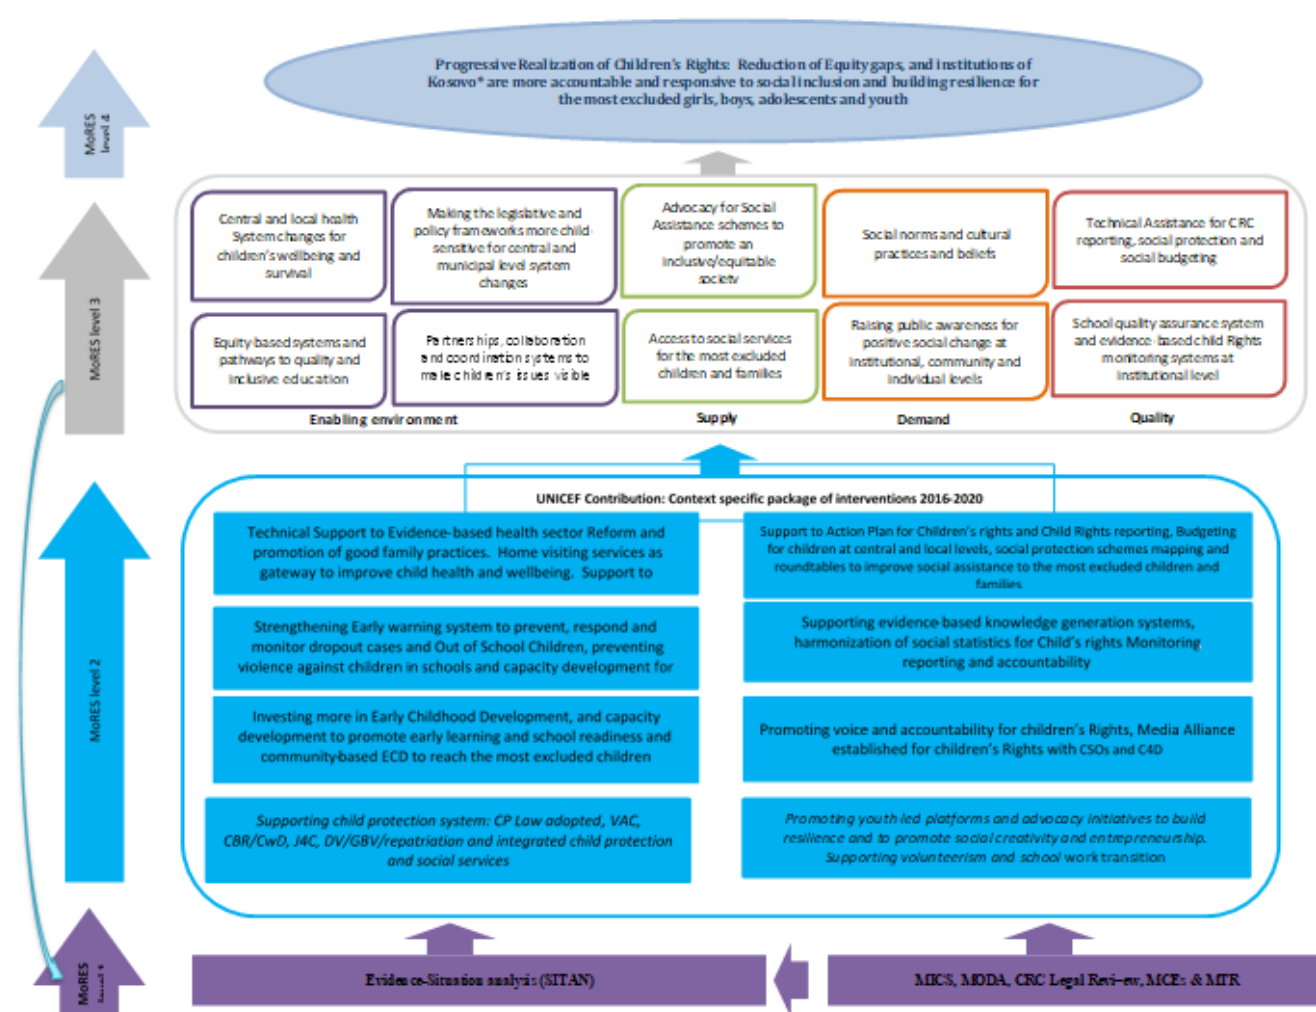 Progressive Realization of Children's Rights: Reduction of Equity gaps, and institutions of
Kosovo* are more accountable and responsive to social inclusion and building resilience for
the most excluded girls, boys, adolescents and youth
MoRES
level 4
MoRES level 3
Central and local health
System changes for
children's wellbeing and
survival
Making the legislative and
policy frameworks more child-
sensitive for central and
municipal level system
changes
Advocacy for Social
Assistance schemes to
promote an
inclusive/equitable
society
Social norms and cultural
practices and beliefs
Technical Assistance for CRC
reporting, social protection and
social budgeting
Equity-based systems and
pathways to quality and
inclusive education
Partnerships, collaboration
and coordination systems to
make children's issues visible
Access to social services
for the most excluded
children and families
Raising public awareness for
positive social change at
institutional, community and
individual levels
School quality assurance system
and evidence-based child Rights
monitoring systems at
institutional level
Enabling environment
Supply
Demand
Quality
MoRES level 2
UNICEF Contribution: Context specific package of interventions 2016-2020
Technical Support to Evidence-based health sector Reform and
promotion of good family practices. Home visiting services as
gateway to improve child health and wellbeing. Support to
Support to Action Plan for Children's rights and Child Rights reporting, Budgeting
for children at central and local levels, social protection schemes mapping and
roundtables to improve social assistance to the most excluded children and
families
Strengthening Early warning system to prevent, respond and
monitor dropout cases and Out of School Children, preventing
violence against children in schools and capacity development for
Supporting evidence-based knowledge generation systems,
harmonization of social statistics for Child's rights Monitoring
reporting and accountability
Investing more in Early Childhood Development, and capacity
development to promote early learning and school readiness and
community-based ECD to reach the most excluded children
Promoting voice and accountability for children's Rights, Media Alliance
established for children's Rights with CSOs and C4D
Supporting child protection system: CP Law adopted, VAC,
CBR/CwD, J4C, DV/GBV/repatriation and integrated child protection
and social services
Promoting youth-led platforms and advocacy initiatives to build
resilience and to promote social creativity and entrepreneurship.
Supporting volunteerism and school work transition
MoRES
Evidence-Situation analysis (SITAN)
MICS, MODA, CRC Legal Review, MCEs & MTR